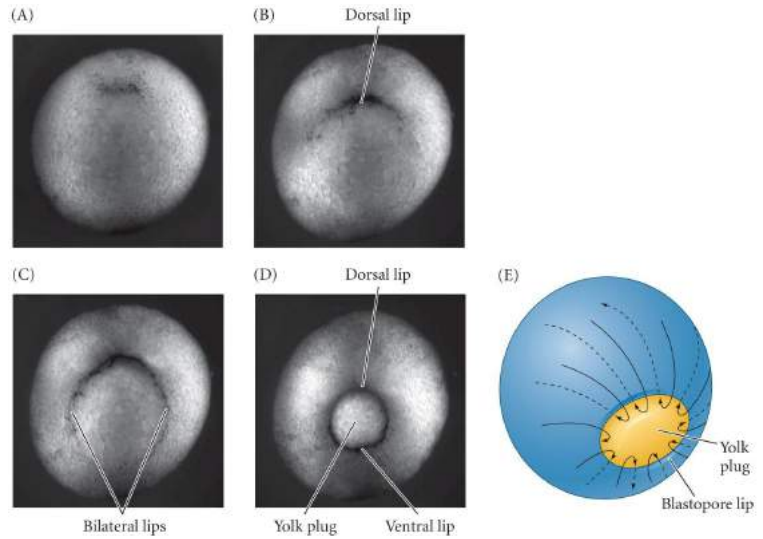 (A)
(B)
Dorsal lip
(C)
Bilateral lips
(D)
Dorsal lip
Yolk plug
Ventral lip
(E)
Yolk
plug
Blastopore lip